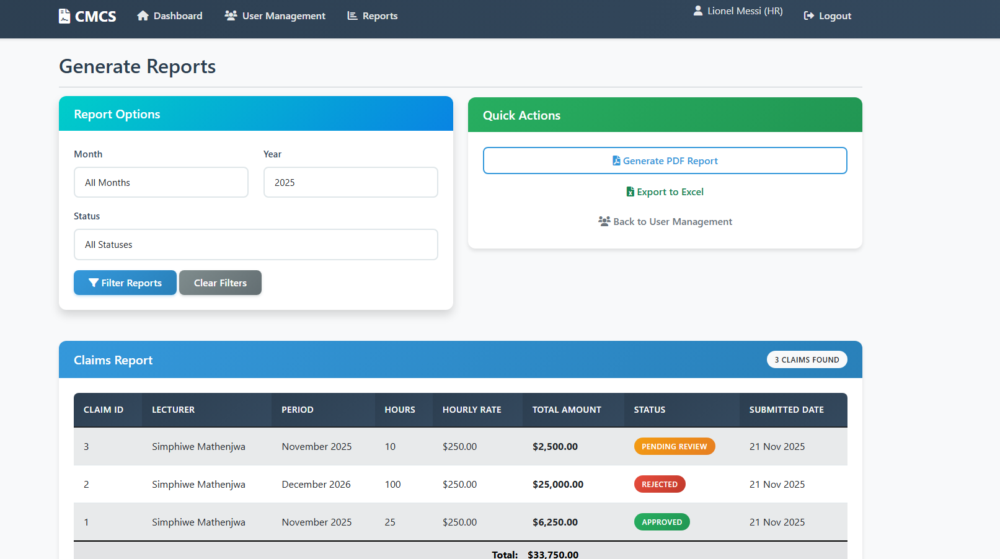 CMCS Dashboard User Management Reports Lionel Messi (HR) Logout
Generate Reports
Report Options
Month Year
All Months 2025
Status
All Statuses
Filter Reports Clear Filters
Quick Actions
Generate PDF Report
Export to Excel
Back to User Management
Claims Report 3 CLAIMS FOUND
CLAIM ID LECTURER PERIOD HOURS HOURLY RATE TOTAL AMOUNT STATUS SUBMITTED DATE
3 Simphiwe Mathenjwa November 2025 10 $250.00 $2,500.00 PENDING REVIEW 21 Nov 2025
2 Simphiwe Mathenjwa December 2026 100 $250.00 $25,000.00 REJECTED 21 Nov 2025
1 Simphiwe Mathenjwa November 2025 25 $250.00 $6,250.00 APPROVED 21 Nov 2025
Total: $33,750.00